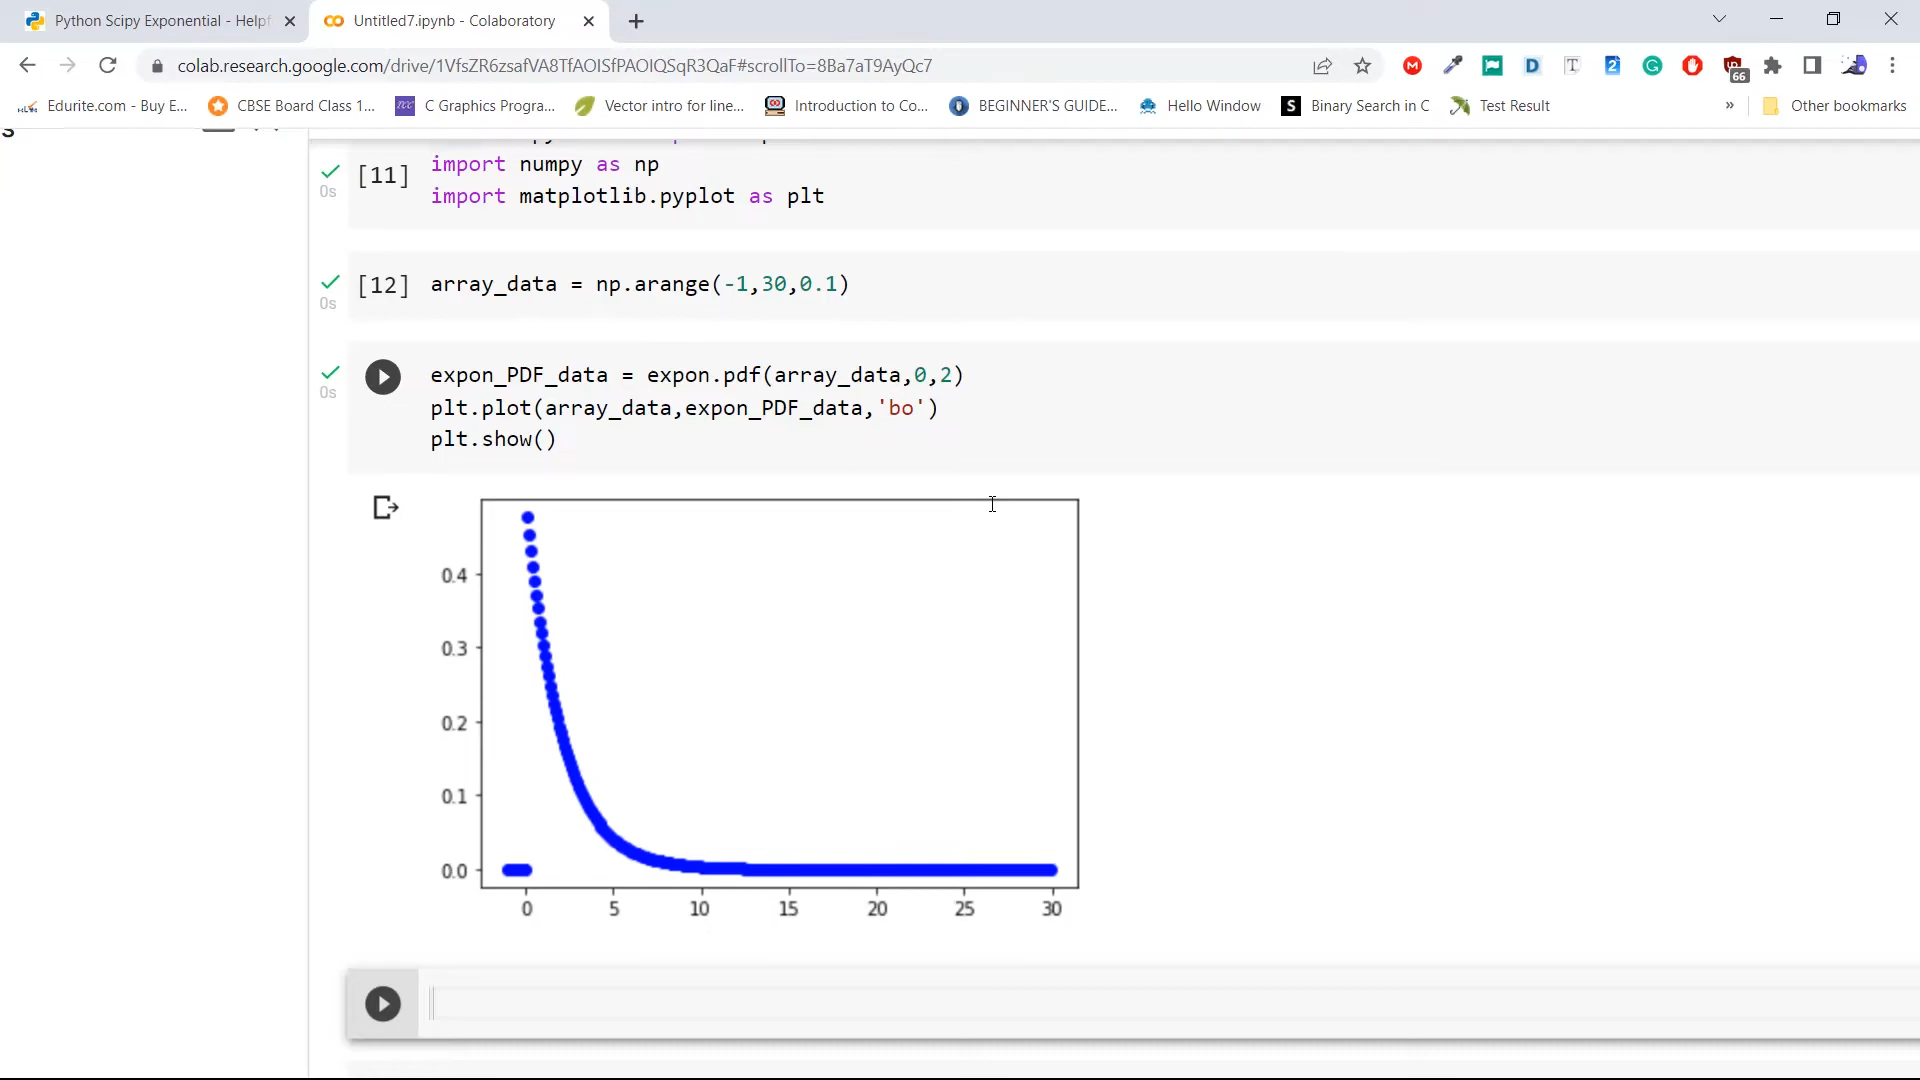 Python Scipy Exponential - Helpf
Untitled7.ipynb - Colaboratory
colab.research.google.com/drive/1VfsZR6zsafVA8TfAOISfPAOIQSqR3QaF#scrollTo=8Ba7aT9AyQc7
66
Edurite.com - Buy E...
CBSE Board Class 1...
C Graphics Progra...
Vector intro for line...
Introduction to Co...
BEGINNER'S GUIDE...
Hello Window
Binary Search in C
Test Result
»
Other bookmarks
[11]
0s
import numpy as np
import matplotlib.pyplot as plt
[12]
0s
array_data = np.arange(-1,30,0.1)
0s
expon_PDF_data = expon.pdf(array_data,0,2)
plt.plot(array_data,expon_PDF_data,'bo')
plt.show()
0.4
0.3
0.2
0.1
0.0
0 5 10 15 20 25 30